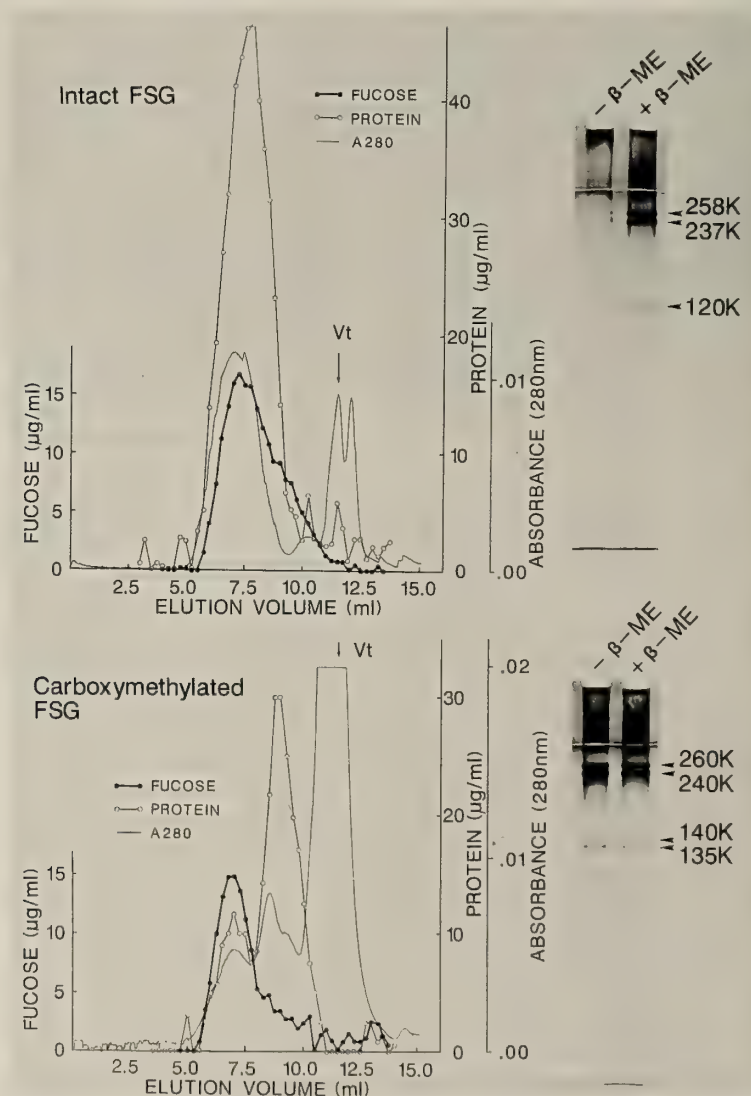 Intact FSG
FUCOSE
PROTEIN
A280
Vt
FUCOSE (µg/ml)
15
10
5
0
2.5 5.0 7.5 10.0 12.5 15.0
ELUTION VOLUME (ml)
PROTEIN (µg/ml)
40
30
20
10
0
ABSORBANCE (280nm)
.01
.00
- β-ME
+ β-ME
258K
237K
120K
Carboxymethylated
FSG
FUCOSE
PROTEIN
A280
Vt
FUCOSE (µg/ml)
15
10
5
0
2.5 5.0 7.5 10.0 12.5 15.0
ELUTION VOLUME (ml)
PROTEIN (µg/ml)
30
20
10
0
ABSORBANCE (280nm)
.02
.01
.00
- β-ME
+ β-ME
260K
240K
140K
135K